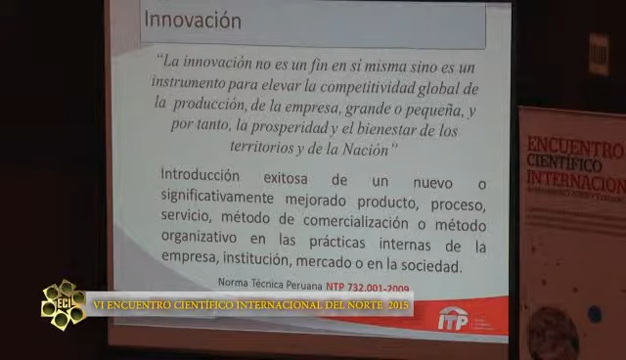 Innovación
“La innovación no es un fin en si misma sino es un
instrumento para elevar la competitividad global de
la producción, de la empresa, grande o pequeña, y
por tanto, la prosperidad y el bienestar de los
territorios y de la Nación”
Introducción exitosa de un nuevo o
significativamente mejorado producto, proceso,
servicio, método de comercialización o método
organizativo en las prácticas internas de la
empresa, institución, mercado o en la sociedad.
Norma Técnica Peruana NTP 732.001-2009
ITP
ENCUENTRO
CIENTÍFICO
INTERNACION
ECI
VI ENCUENTRO CIENTÍFICO INTERNACIONAL DEL NORTE 2015